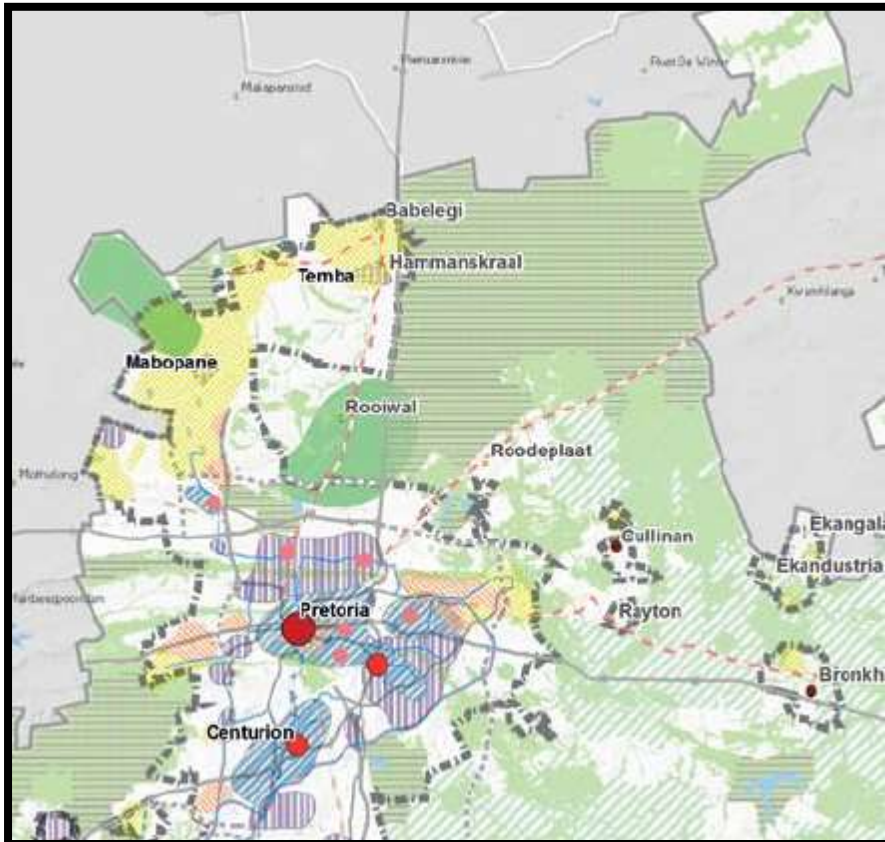 Babelegi
Hammanskraal
Temba
Mabopane
Rooiwal
Roodeplaat
Cullinan
Ekangala
Ekandustria
Rayton
Pretoria
Bronkh
Centurion